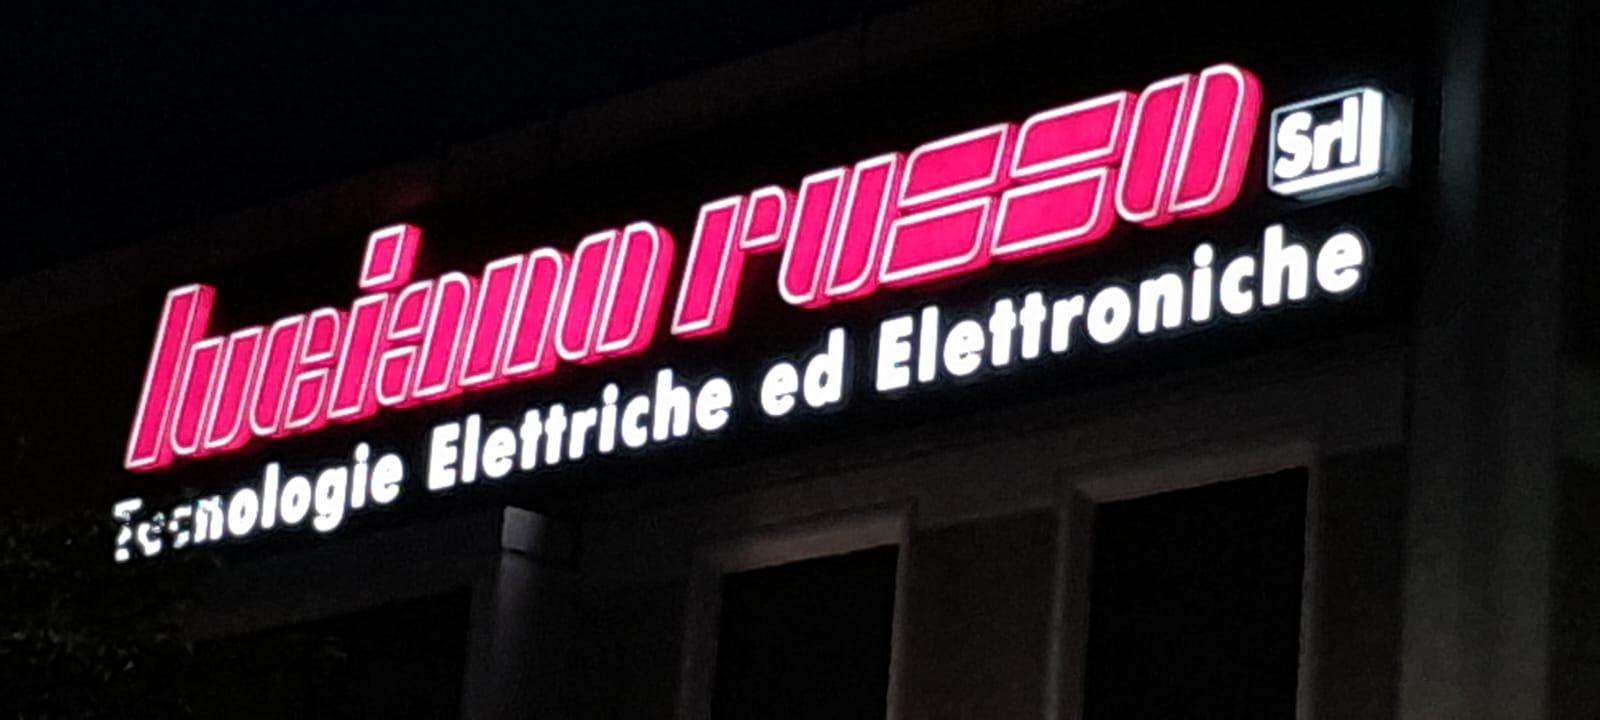 luciano russo Srl
Tecnologie Elettriche ed Elettroniche